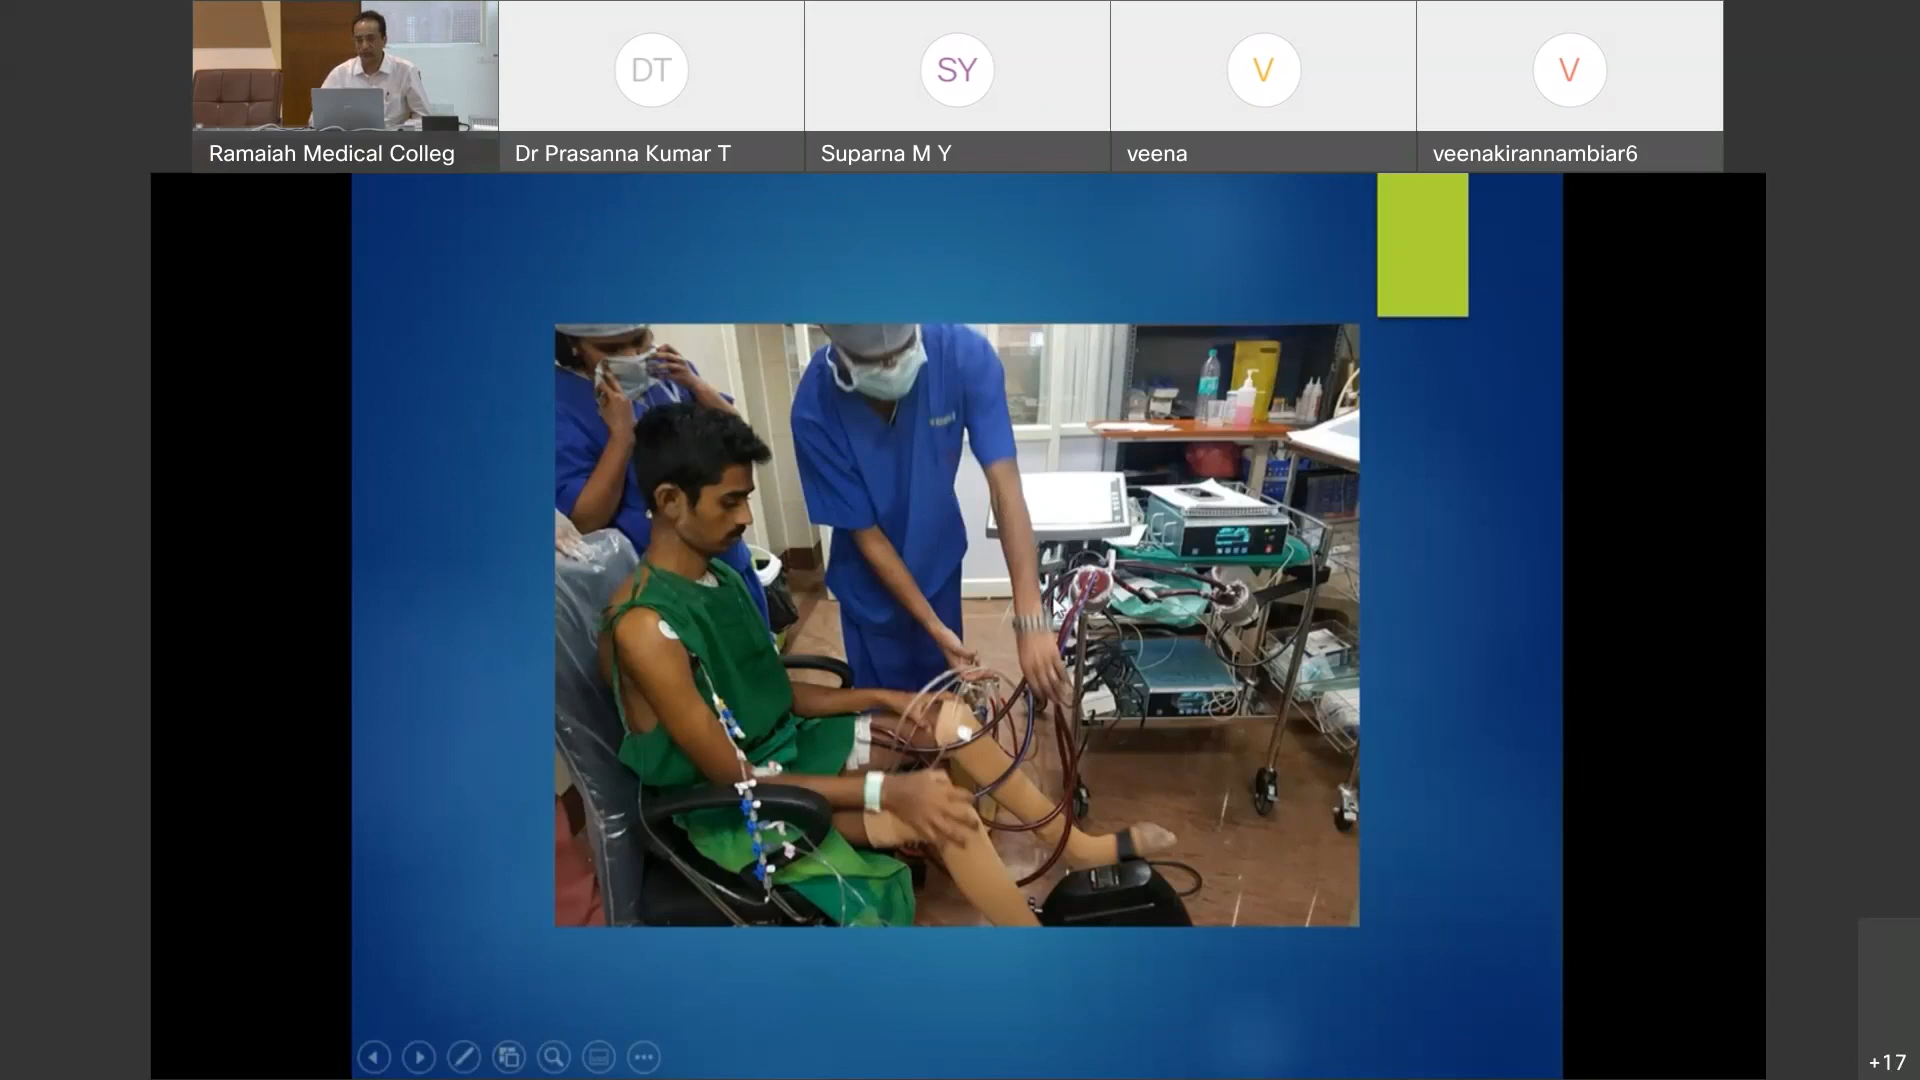 DT
SY
V
V
Ramaiah Medical Colleg
Dr Prasanna Kumar T
Suparna M Y
veena
veenakirannambiar6
+17